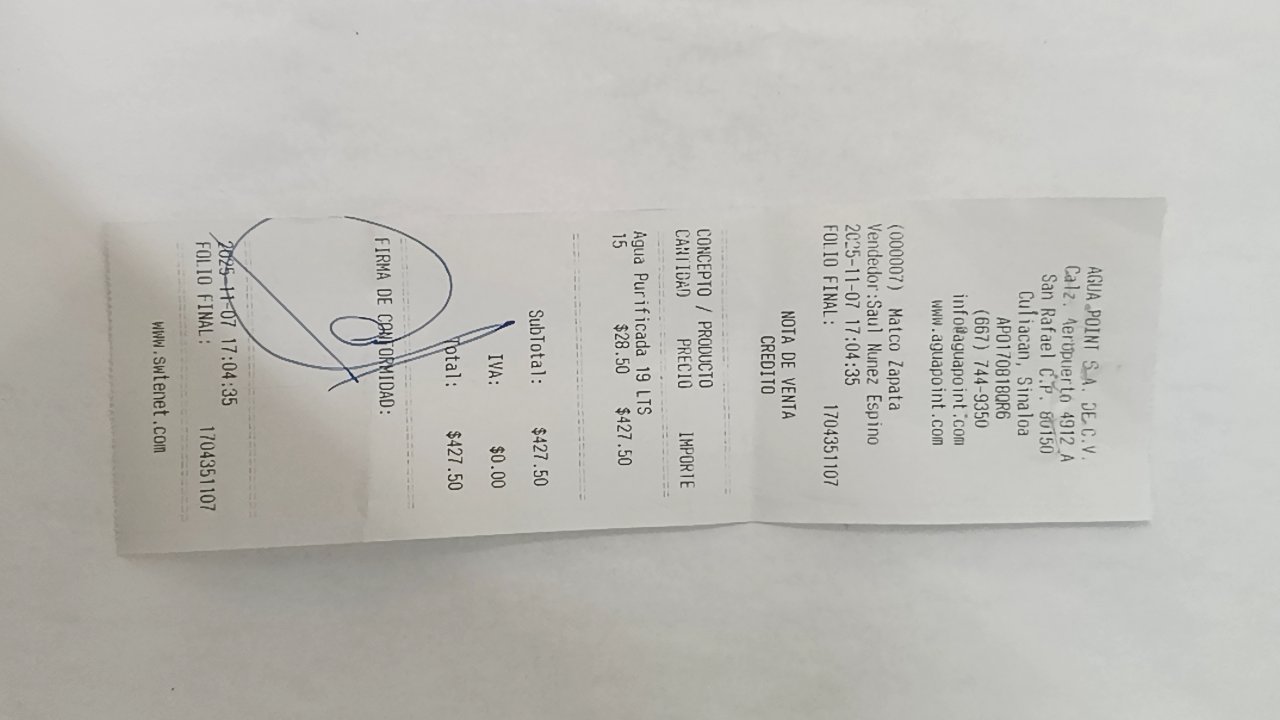 AGUA POINT S.A. DE C.V.
Calz. Aeropuerto 4912 A
San Rafael C.P. 80150
Culiacan, Sinaloa
APO170818QR6
(667) 744-9350
info@aguapoint.com
www.aguapoint.com
(000007) Matco Zapata
Vendedor:Saul Nunez Espino
2025-11-07 17:04:35
FOLIO FINAL: 1704351107
NOTA DE VENTA
CREDITO
CONCEPTO / PRODUCTO
CANTIDAD PRECIO IMPORTE
Agua Purificada 19 LTS
15 $28.50 $427.50
SubTotal: $427.50
IVA: $0.00
Total: $427.50
FIRMA DE CONFORMIDAD:
2025-11-07 17:04:35
FOLIO FINAL: 1704351107
www.swtenet.com